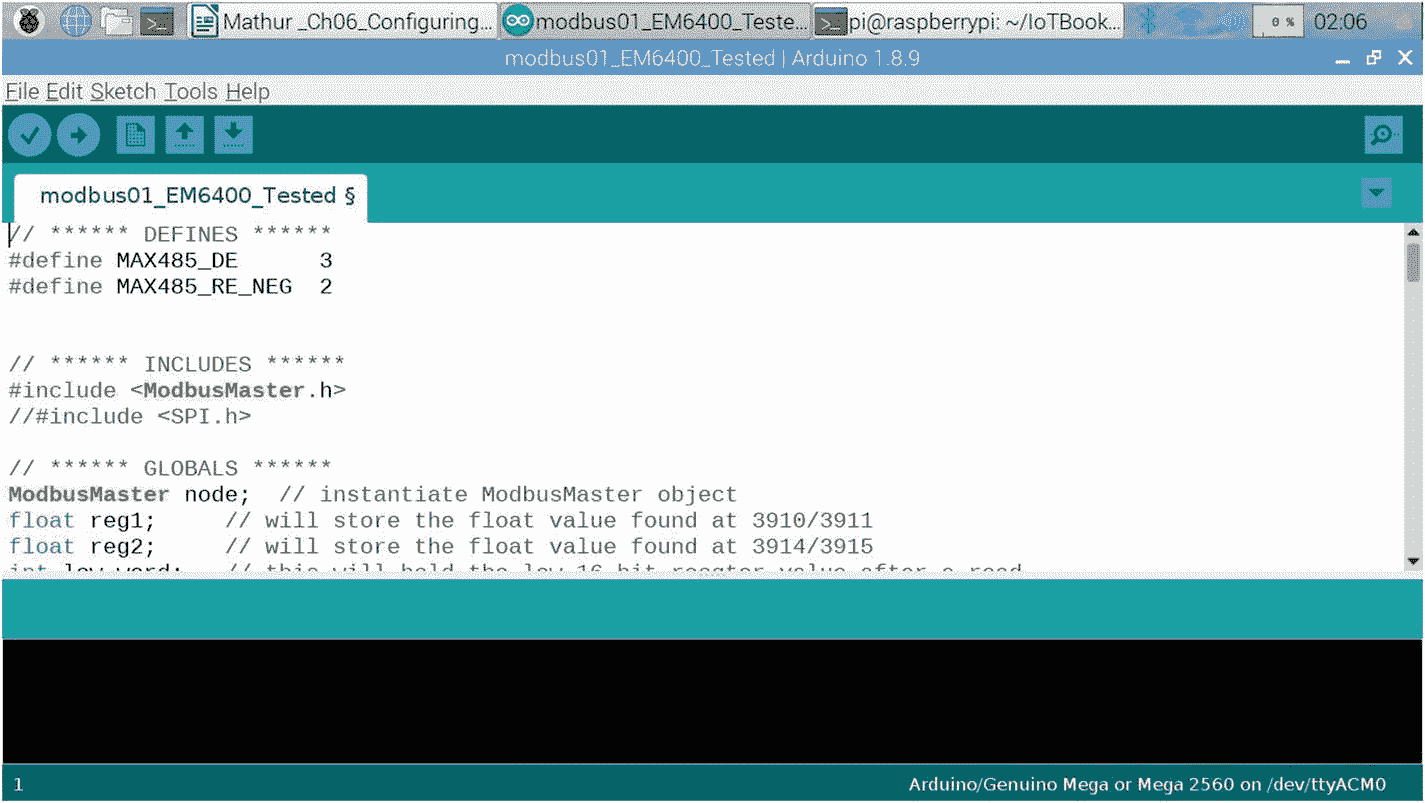 Mathur _Ch06_Configuring... modbus01_EM6400_Teste... pi@raspberrypi: ~/IoTBook... 0 % 02:06
modbus01_EM6400_Tested | Arduino 1.8.9
File Edit Sketch Tools Help
modbus01_EM6400_Tested §
// ****** DEFINES ******
#define MAX485_DE      3
#define MAX485_RE_NEG  2
// ****** INCLUDES ******
#include <ModbusMaster.h>
//#include <SPI.h>
// ****** GLOBALS ******
ModbusMaster node;  // instantiate ModbusMaster object
float reg1;     // will store the float value found at 3910/3911
float reg2;     // will store the float value found at 3914/3915
1
Arduino/Genuino Mega or Mega 2560 on /dev/ttyACM0